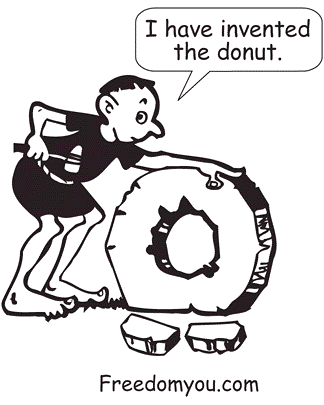 I have invented
the donut.
Freedomyou.com